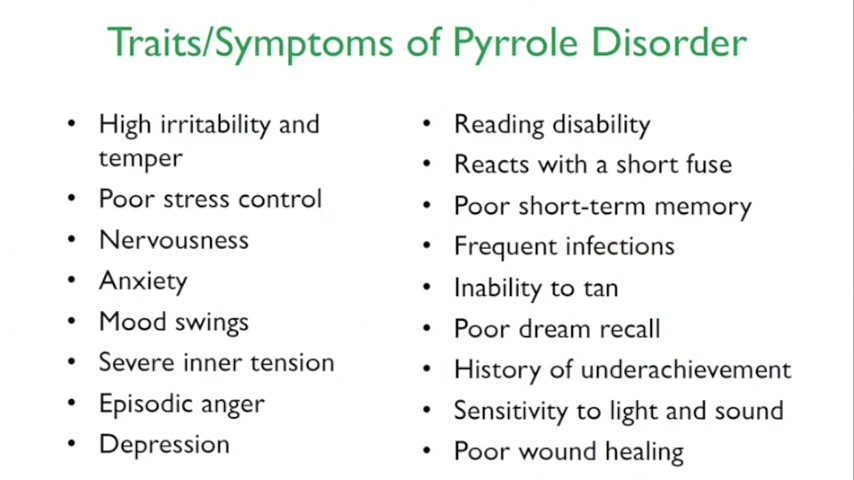 Traits/Symptoms of Pyrrole Disorder
• High irritability and
temper
• Poor stress control
• Nervousness
• Anxiety
• Mood swings
• Severe inner tension
• Episodic anger
• Depression
• Reading disability
• Reacts with a short fuse
• Poor short-term memory
• Frequent infections
• Inability to tan
• Poor dream recall
• History of underachievement
• Sensitivity to light and sound
• Poor wound healing